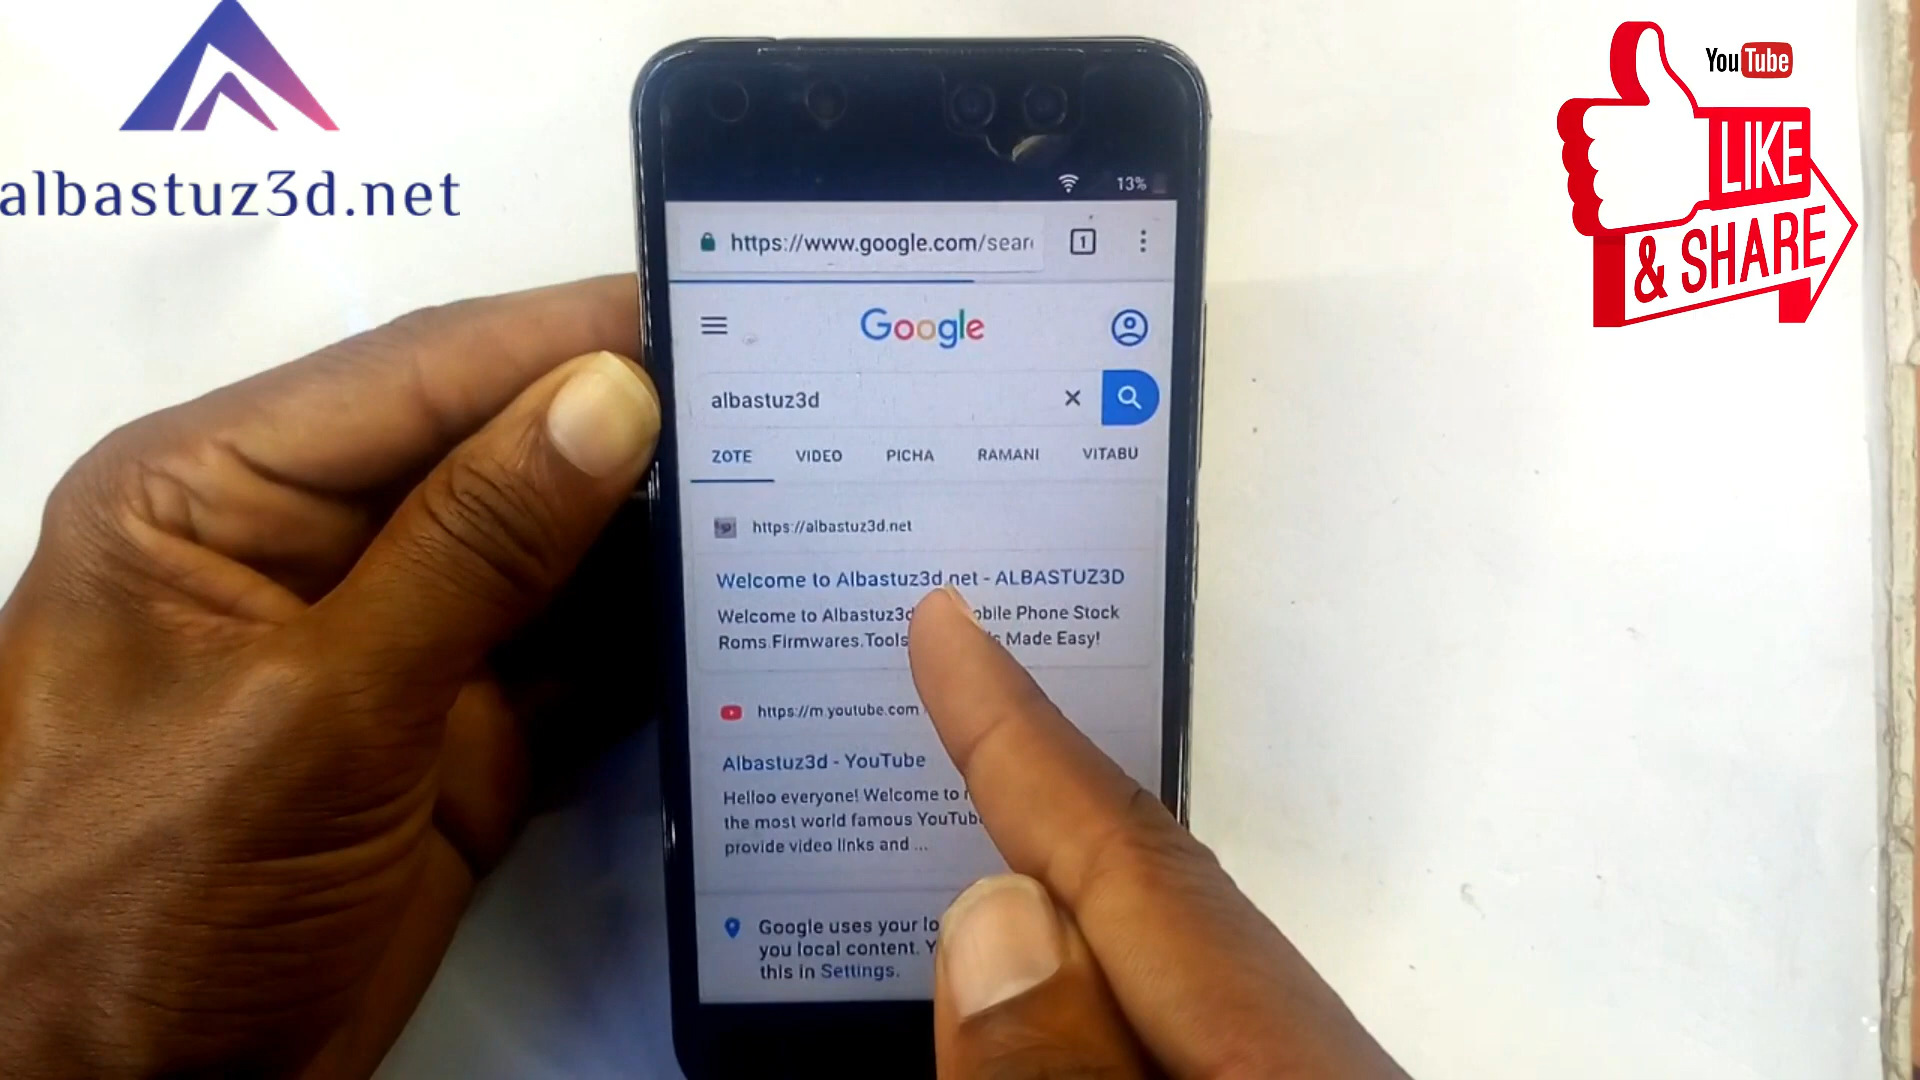 albastuz3d.net
YouTube
LIKE
& SHARE
13%
https://www.google.com/sear
1
Google
albastuz3d
ZOTE VIDEO PICHA RAMANI VITABU
https://albastuz3d.net
Welcome to Albastuz3d.net - ALBASTUZ3D
Welcome to Albastuz3d Phone Stock
Roms.Firmwares.Tools Made Easy!
https://m.youtube.com
Albastuz3d - YouTube
Helloo everyone! Welcome to
the most world famous
provide video links and ...
Google uses your
you local content.
this in Settings.